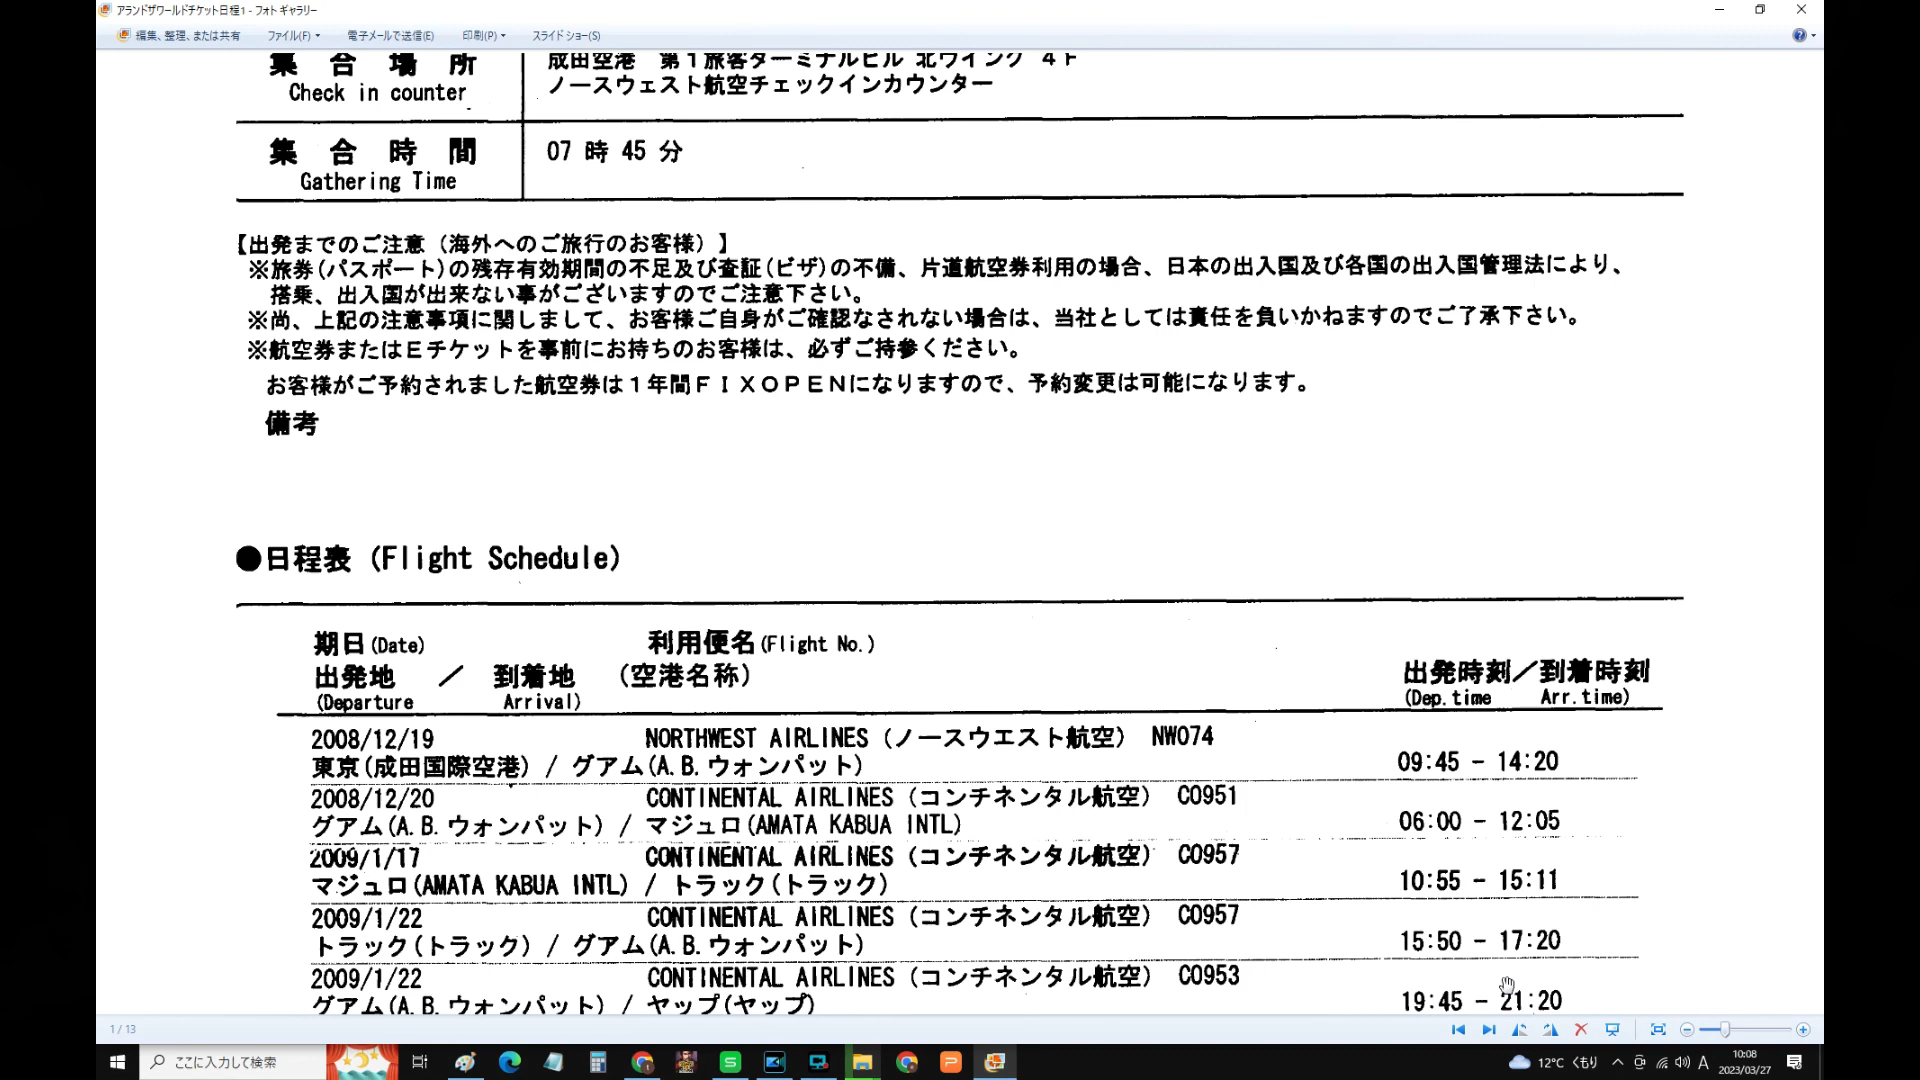 アランドザワールドチケット日程1 - フォト ギャラリー
編集、整理、または共有 ファイル(F) 電子メールで送信(E) 印刷(P) スライド ショー(S)
集合場所 成田空港 第1旅客ターミナルビル 北ウイング 4F
Check in counter ノースウェスト航空チェックインカウンター
集合時間 07 時 45 分
Gathering Time
【出発までのご注意（海外へのご旅行のお客様）】
※旅券(パスポート)の残存有効期間の不足及び査証(ビザ)の不備、片道航空券利用の場合、日本の出入国及び各国の出入国管理法により、
搭乗、出入国が出来ない事がございますのでご注意下さい。
※尚、上記の注意事項に関しまして、お客様ご自身がご確認なされない場合は、当社としては責任を負いかねますのでご了承下さい。
※航空券またはEチケットを事前にお持ちのお客様は、必ずご持参ください。
お客様がご予約されました航空券は1年間FIXOPENになりますので、予約変更は可能になります。
備考
●日程表 (Flight Schedule)
期日(Date) 利用便名(Flight No.)
出発地 ／ 到着地 （空港名称） 出発時刻／到着時刻
(Departure Arrival) (Dep.time Arr.time)
2008/12/19 NORTHWEST AIRLINES (ノースウエスト航空) NW074
東京(成田国際空港) / グアム(A.B.ウォンパット) 09:45 - 14:20
2008/12/20 CONTINENTAL AIRLINES (コンチネンタル航空) CO951
グアム(A.B.ウォンパット) / マジュロ(AMATA KABUA INTL) 06:00 - 12:05
2009/1/17 CONTINENTAL AIRLINES (コンチネンタル航空) CO957
マジュロ(AMATA KABUA INTL) / トラック(トラック) 10:55 - 15:11
2009/1/22 CONTINENTAL AIRLINES (コンチネンタル航空) CO957
トラック(トラック) / グアム(A.B.ウォンパット) 15:50 - 17:20
2009/1/22 CONTINENTAL AIRLINES (コンチネンタル航空) CO953
グアム(A.B.ウォンパット) / ヤップ(ヤップ) 19:45 - 21:20
1 / 13
ここに入力して検索 12°C くもり A 10:08
2023/03/27